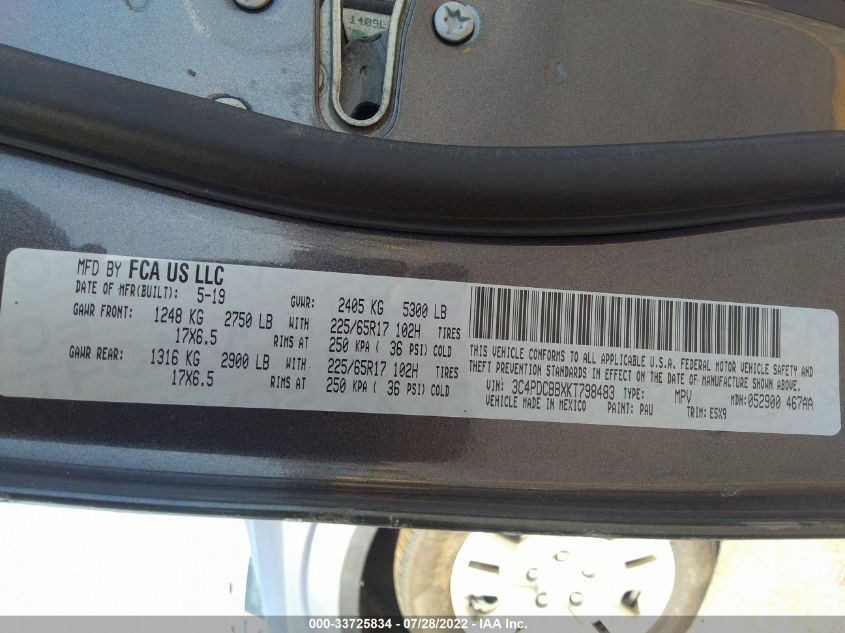 1409L
MFD BY FCA US LLC
DATE OF MFR(BUILT): 5-19 GVWR: 2405 KG 5300 LB
GAWR FRONT: 1248 KG 2750 LB WITH 225/65R17 102H TIRES
17X6.5 RIMS AT 250 KPA ( 36 PSI) COLD
GAWR REAR: 1316 KG 2900 LB WITH 225/65R17 102H TIRES
17X6.5 RIMS AT 250 KPA ( 36 PSI) COLD
THIS VEHICLE CONFORMS TO ALL APPLICABLE U.S.A. FEDERAL MOTOR VEHICLE SAFETY AND
THEFT PREVENTION STANDARDS IN EFFECT ON THE DATE OF MANUFACTURE SHOWN ABOVE.
VIN: 3C4PDCBBXKT798483 TYPE: MPV MDH: 052900 467AA
VEHICLE MADE IN MEXICO PAINT: PAU TRIM: E5X9
000-33725834 - 07/28/2022 - IAA Inc.